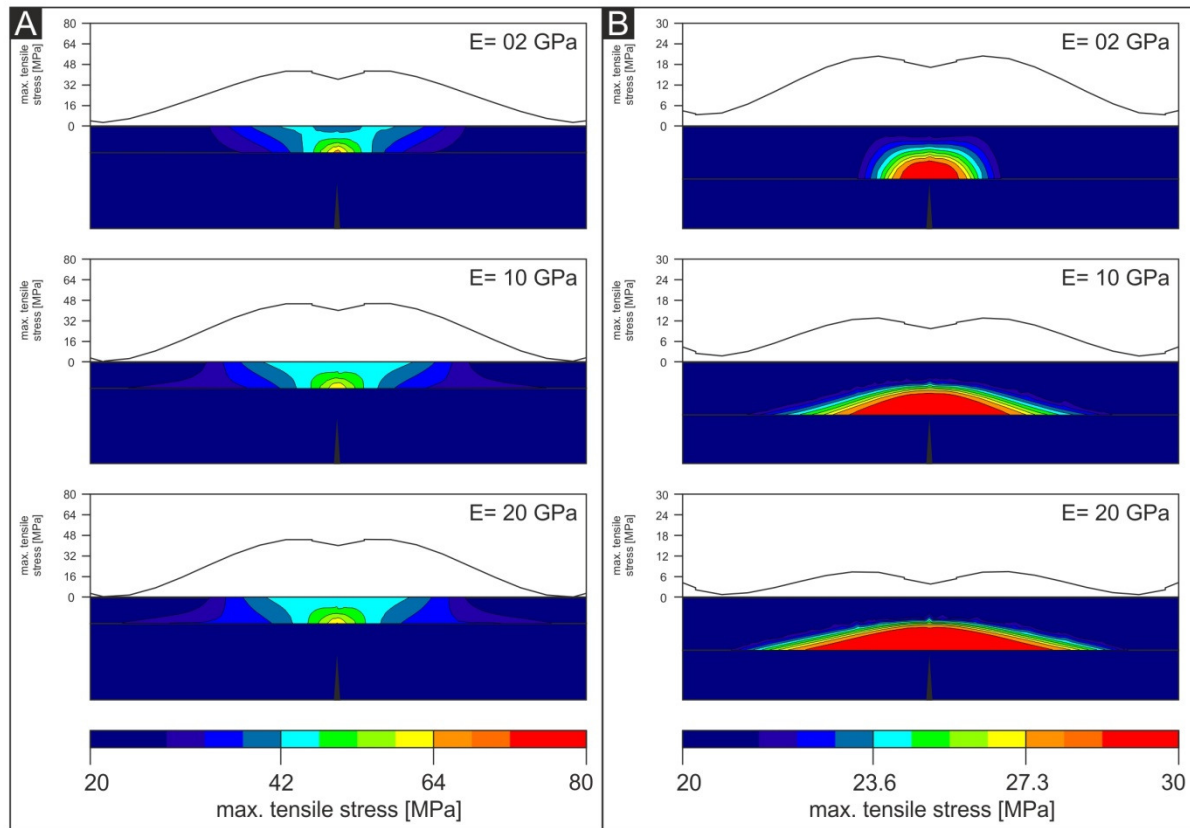 A
max. tensile
stress [MPa]
80
64
48
32
16
0
E= 02 GPa
max. tensile
stress [MPa]
80
64
48
32
16
0
E= 10 GPa
max. tensile
stress [MPa]
80
64
48
32
16
0
E= 20 GPa
20 42 64 80
max. tensile stress [MPa]
B
max. tensile
stress [MPa]
30
24
18
12
6
0
E= 02 GPa
max. tensile
stress [MPa]
30
24
18
12
6
0
E= 10 GPa
max. tensile
stress [MPa]
30
24
18
12
6
0
E= 20 GPa
20 23.6 27.3 30
max. tensile stress [MPa]